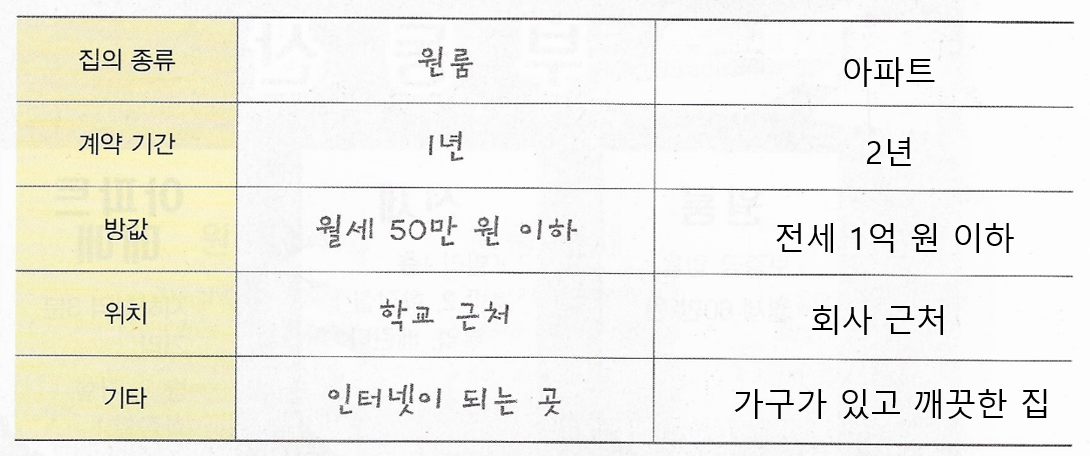 집의 종류 원룸 아파트
계약 기간 1년 2년
방값 월세 50만 원 이하 전세 1억 원 이하
위치 학교 근처 회사 근처
기타 인터넷이 되는 곳 가구가 있고 깨끗한 집